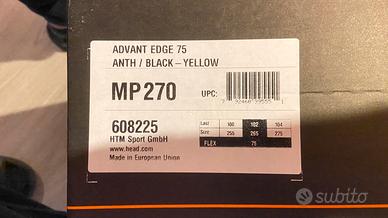 ADVANT EDGE 75
ANTH / BLACK – YELLOW
MP 270
UPC:
608225
HTM Sport GmbH
www.head.com
Made in European Union
Last 100 102 104
Size 255 265 275
FLEX 75
subito